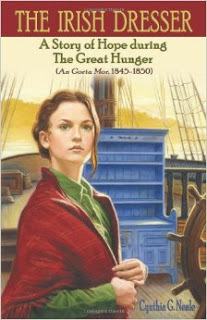 THE IRISH DRESSER
A Story of Hope during
The Great Hunger
(An Gorta Mor, 1845-1850)
Cynthia G. Neale